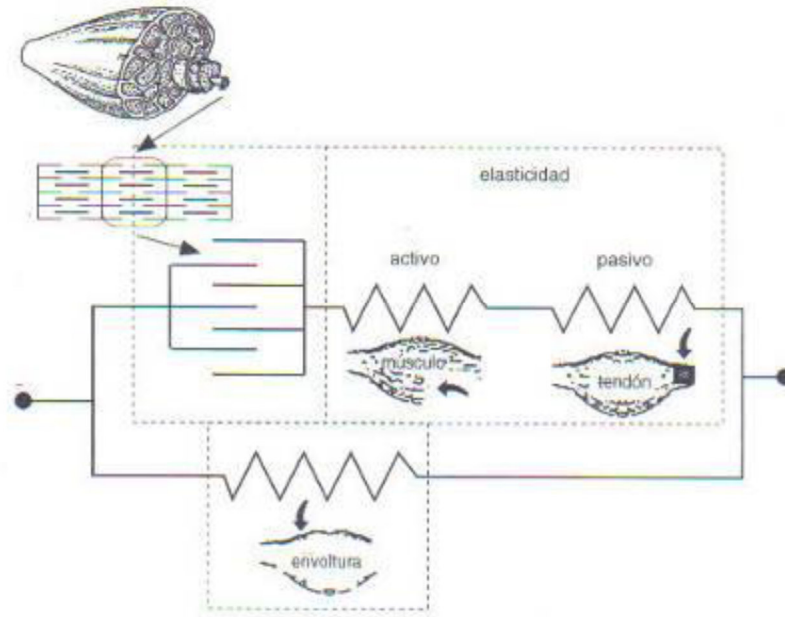 elasticidad
activo
pasivo
músculo
tendón
envoltura